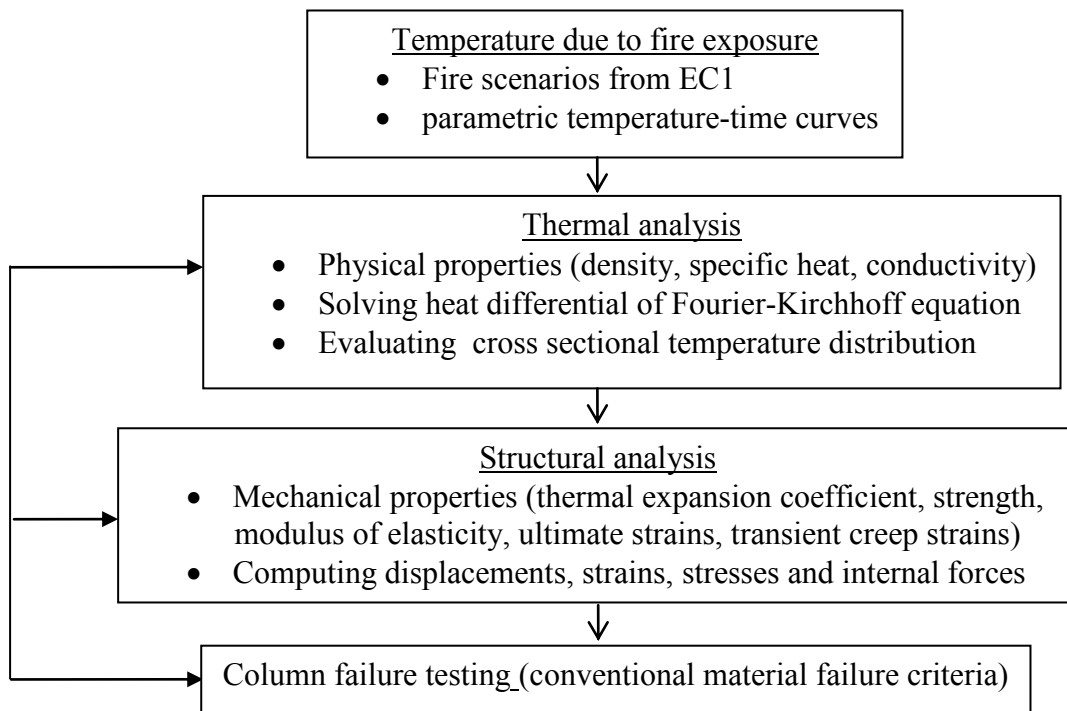 Temperature due to fire exposure
• Fire scenarios from EC1
• parametric temperature-time curves
Thermal analysis
• Physical properties (density, specific heat, conductivity)
• Solving heat differential of Fourier-Kirchhoff equation
• Evaluating cross sectional temperature distribution
Structural analysis
• Mechanical properties (thermal expansion coefficient, strength,
modulus of elasticity, ultimate strains, transient creep strains)
• Computing displacements, strains, stresses and internal forces
Column failure testing (conventional material failure criteria)